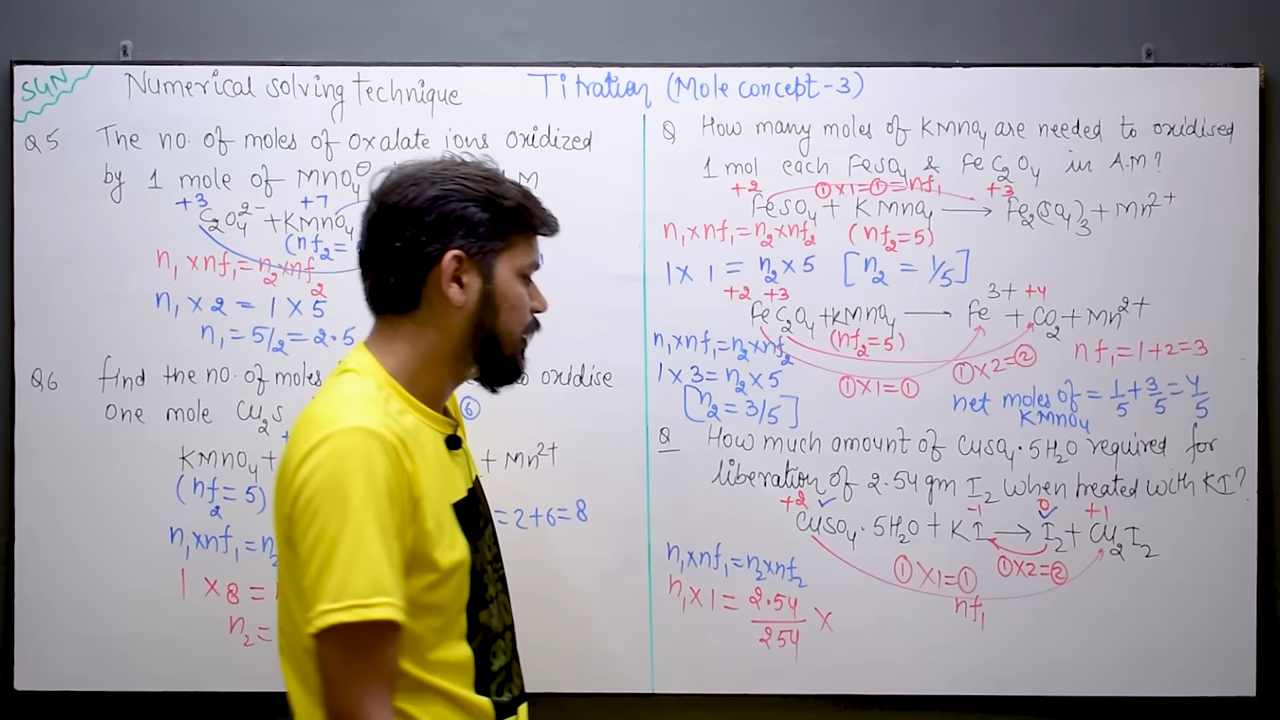 SGN
Numerical solving technique Titration (Mole concept-3)
Q5 The no. of moles of oxalate ions oxidized
by 1 mole of MnO₄⊖
+3 +7
C₂O₄²⁻ + KMnO₄
(nf₂=
n₁×nf₁=n₂×nf₂
n₁ × 2 = 1 × 5
n₁ = 5/2 = 2.5
Q6 find the no. of moles oxidise
one mole Cu₂S ⑥
KMnO₄ + + Mn²⁺
(nf₂=5) =2+6=8
n₁×nf₁=n₂
1 × 8 =
n₂=
Q How many moles of KMnO₄ are needed to oxidised
1 mol each FeSO₄ & FeC₂O₄ in A.M?
+2 ①×1=①=nf₁ +3
FeSO₄ + KMnO₄ → Fe₂(SO₄)₃ + Mn²⁺
n₁×nf₁=n₂×nf₂ (nf₂=5)
1×1 = n₂×5 [n₂ = 1/5]
+2 +3 3+ +4
FeC₂O₄ + KMnO₄ → Fe + CO₂ + Mn²⁺
n₁×nf₁=n₂×nf₂ (nf₂=5) ①×2=② nf₁=1+2=3
1×3=n₂×5 ①×1=①
[n₂=3/5] net moles of KMnO₄ = 1/5+3/5=4/5
Q How much amount of CuSO₄·5H₂O required for
liberation of 2.54 gm I₂ when treated with KI?
+2 -1 0 +1
CuSO₄·5H₂O + KI → I₂ + Cu₂I₂
n₁×nf₁=n₂×nf₂ ①×1=① ①×2=②
nf₁
n₁×1 = 2.54/254 ×